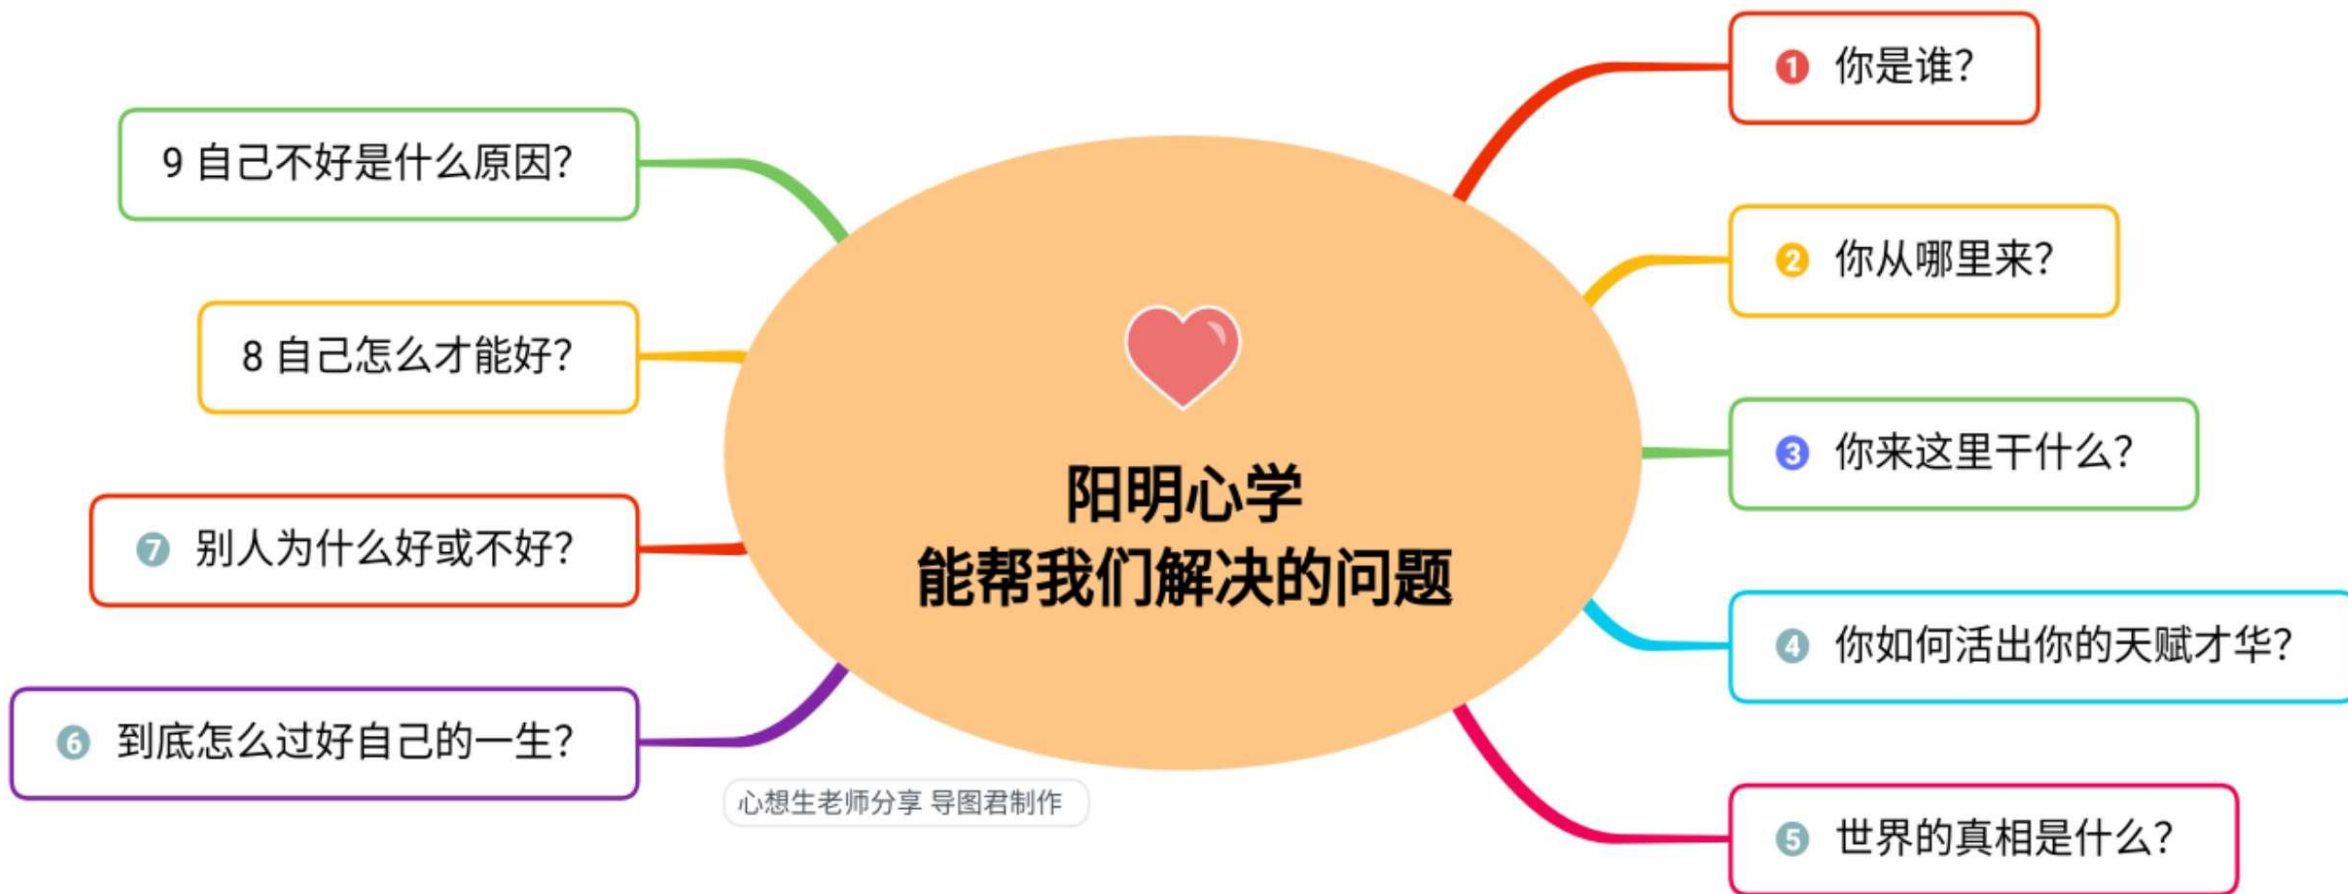 阳明心学
能帮我们解决的问题
1 你是谁？
2 你从哪里来？
3 你来这里干什么？
4 你如何活出你的天赋才华？
5 世界的真相是什么？
6 到底怎么过好自己的一生？
7 别人为什么好或不好？
8 自己怎么才能好？
9 自己不好是什么原因？
心想生老师分享 导图君制作